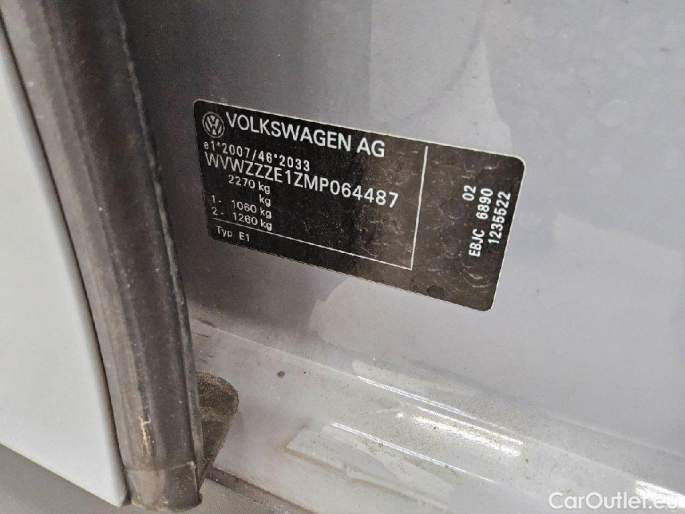 VOLKSWAGEN AG
e1*2007/46*2033
WVWZZZE1ZMP064487
2270 kg
kg
1 - 1060 kg
2 - 1260 kg
Typ E1
02
EBJC 6890
1235522
CarOutlet.eu